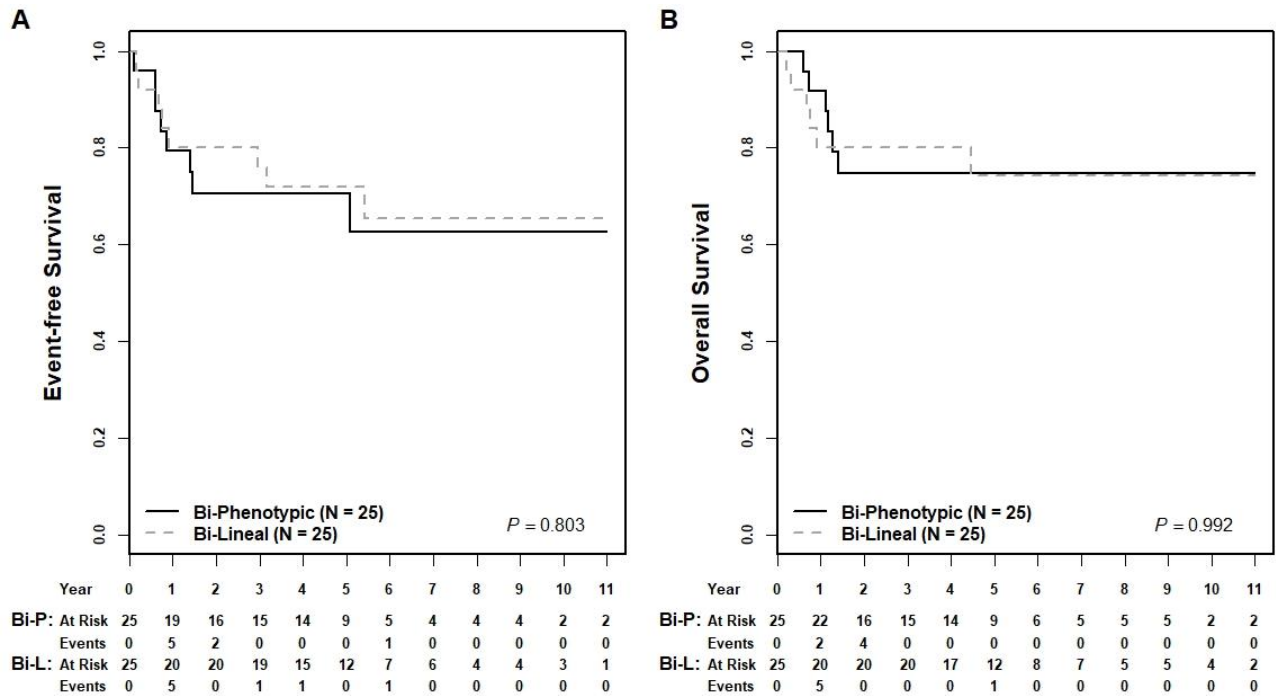 A
Event-free Survival
1.0
0.8
0.6
0.4
0.2
0.0
Bi-Phenotypic (N = 25)
Bi-Lineal (N = 25)
P = 0.803
Year 0 1 2 3 4 5 6 7 8 9 10 11
Bi-P: At Risk 25 19 16 15 14 9 5 4 4 4 2 2
Events 0 5 2 0 0 0 1 0 0 0 0 0
Bi-L: At Risk 25 20 20 19 15 12 7 6 4 4 3 1
Events 0 5 0 1 1 0 1 0 0 0 0 0
B
Overall Survival
1.0
0.8
0.6
0.4
0.2
0.0
Bi-Phenotypic (N = 25)
Bi-Lineal (N = 25)
P = 0.992
Year 0 1 2 3 4 5 6 7 8 9 10 11
Bi-P: At Risk 25 22 16 15 14 9 6 5 5 5 2 2
Events 0 2 4 0 0 0 0 0 0 0 0 0
Bi-L: At Risk 25 20 20 20 17 12 8 7 5 5 4 2
Events 0 5 0 0 0 1 0 0 0 0 0 0